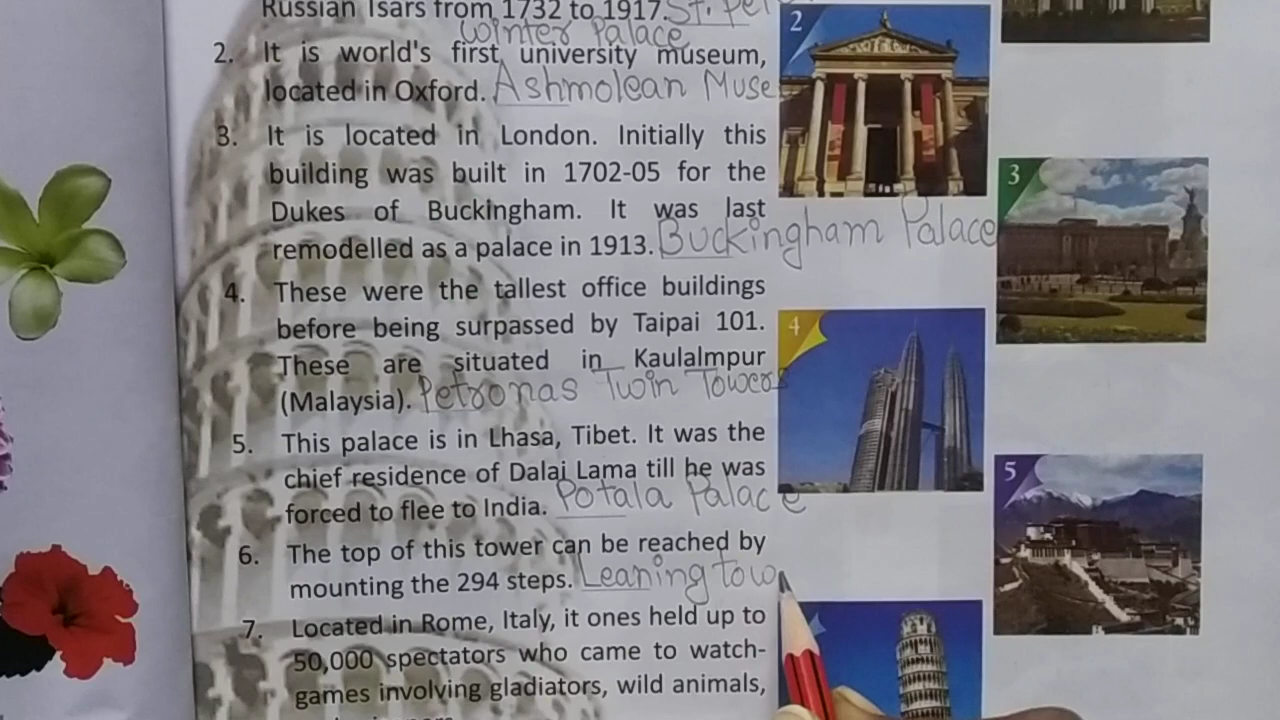 Russian Tsars from 1732 to 1917. St. Pet
Winter Palace
2. It is world's first university museum,
located in Oxford. Ashmolean Muse
3. It is located in London. Initially this
building was built in 1702-05 for the
Dukes of Buckingham. It was last
remodelled as a palace in 1913. Buckingham Palace
4. These were the tallest office buildings
before being surpassed by Taipai 101.
These are situated in Kaulalmpur
(Malaysia). Petronas Twin Towers
5. This palace is in Lhasa, Tibet. It was the
chief residence of Dalai Lama till he was
forced to flee to India. Potala Palace
6. The top of this tower can be reached by
mounting the 294 steps. Leaning tow
7. Located in Rome, Italy, it ones held up to
50,000 spectators who came to watch-
games involving gladiators, wild animals,
2
3
4
5